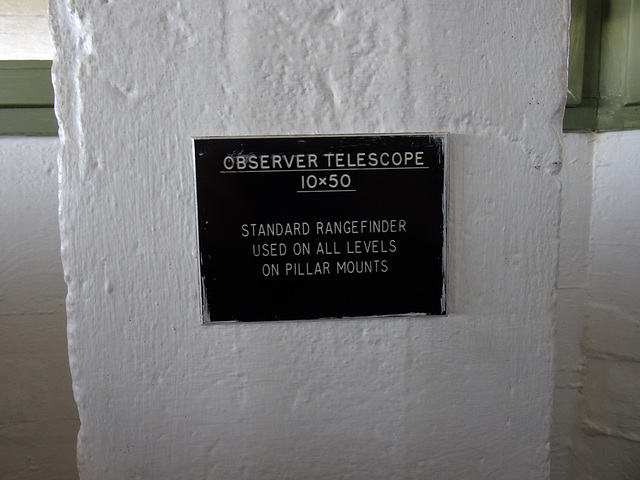 OBSERVER TELESCOPE
10×50
STANDARD RANGEFINDER
USED ON ALL LEVELS
ON PILLAR MOUNTS